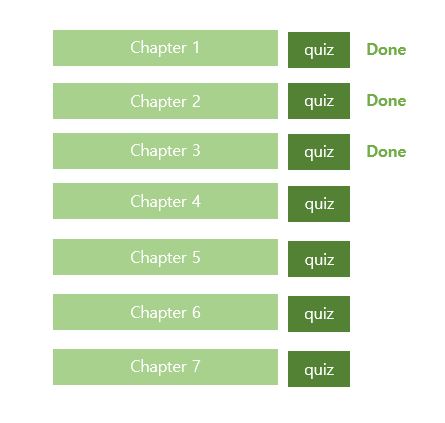 Chapter 1 quiz Done
Chapter 2 quiz Done
Chapter 3 quiz Done
Chapter 4 quiz
Chapter 5 quiz
Chapter 6 quiz
Chapter 7 quiz